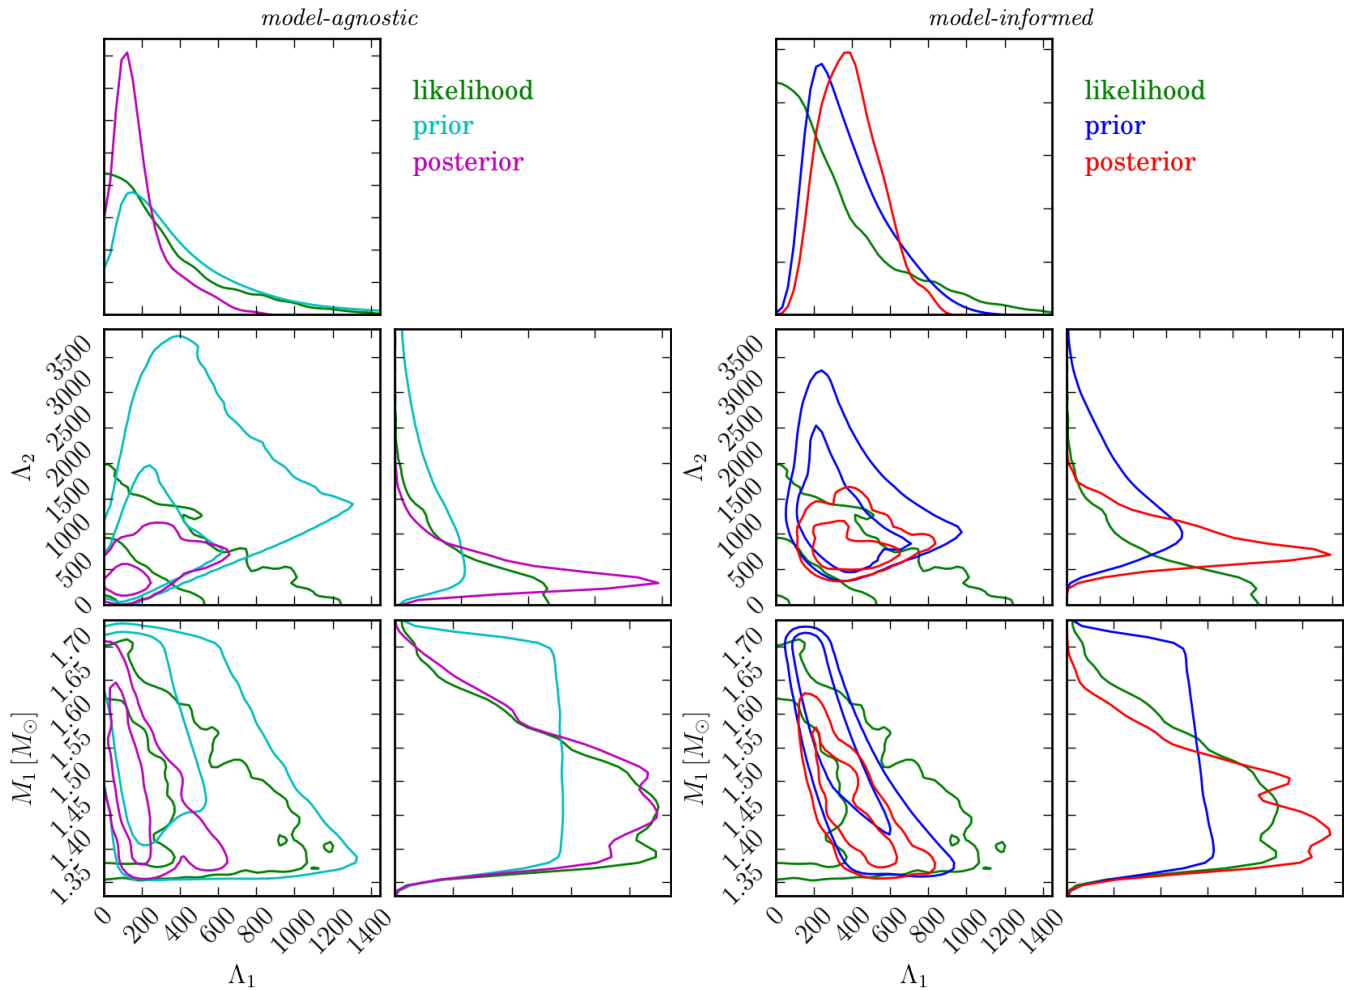 model-agnostic
model-informed
likelihood
prior
posterior
likelihood
prior
posterior
Λ₂
3500
3000
2500
2000
1500
1000
500
0
Λ₂
3500
3000
2500
2000
1500
1000
500
0
M₁ [M⊙]
1.70
1.65
1.60
1.55
1.50
1.45
1.40
1.35
M₁ [M⊙]
1.70
1.65
1.60
1.55
1.50
1.45
1.40
1.35
0 200 400 600 800 1000 1200 1400
0 200 400 600 800 1000 1200 1400
Λ₁
Λ₁